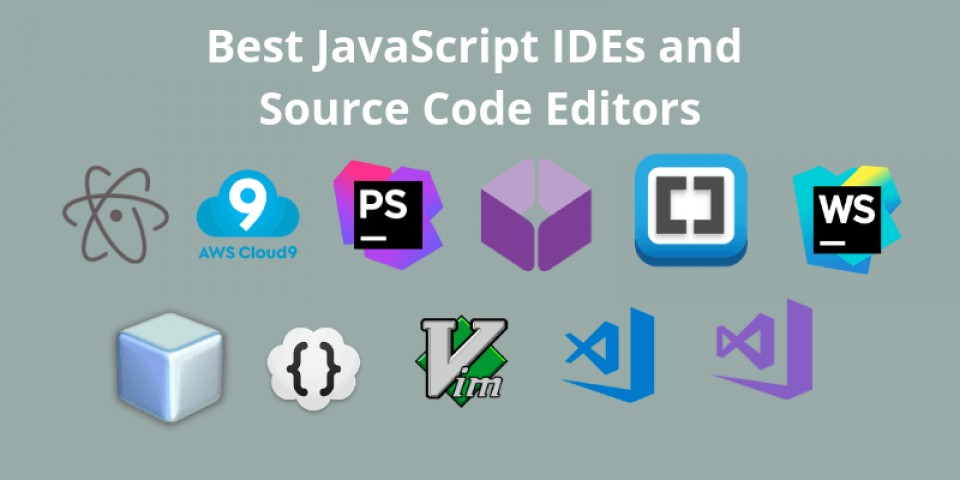 Best JavaScript IDEs and
Source Code Editors
9
AWS Cloud9
PS
WS
{}
Vim